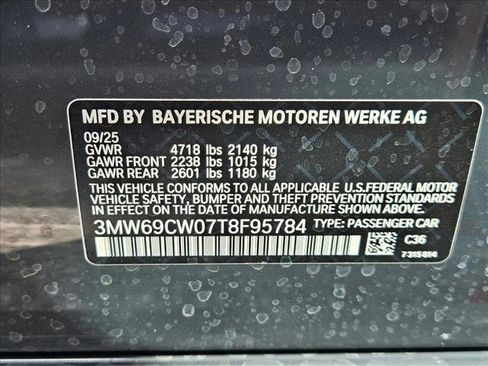 MFD BY BAYERISCHE MOTOREN WERKE AG
09/25
GVWR 4718 lbs 2140 kg
GAWR FRONT 2238 lbs 1015 kg
GAWR REAR 2601 lbs 1180 kg
THIS VEHICLE CONFORMS TO ALL APPLICABLE U.S.FEDERAL MOTOR
VEHICLE SAFETY, BUMPER AND THEFT PREVENTION STANDARDS
IN EFFECT ON THE DATE OF MANUFACTURE SHOWN ABOVE.
3MW69CW07T8F95784 TYPE: PASSENGER CAR
C36